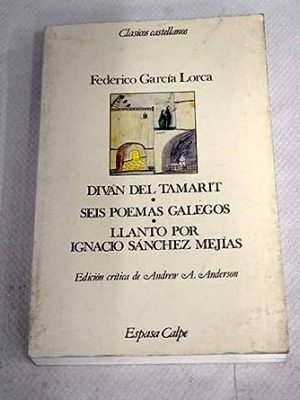 Clásicos castellanos
Federico García Lorca
DIVÁN DEL TAMARIT
•
SEIS POEMAS GALEGOS
•
LLANTO POR
IGNACIO SÁNCHEZ MEJÍAS
Edición crítica de Andrew A. Anderson
Espasa Calpe